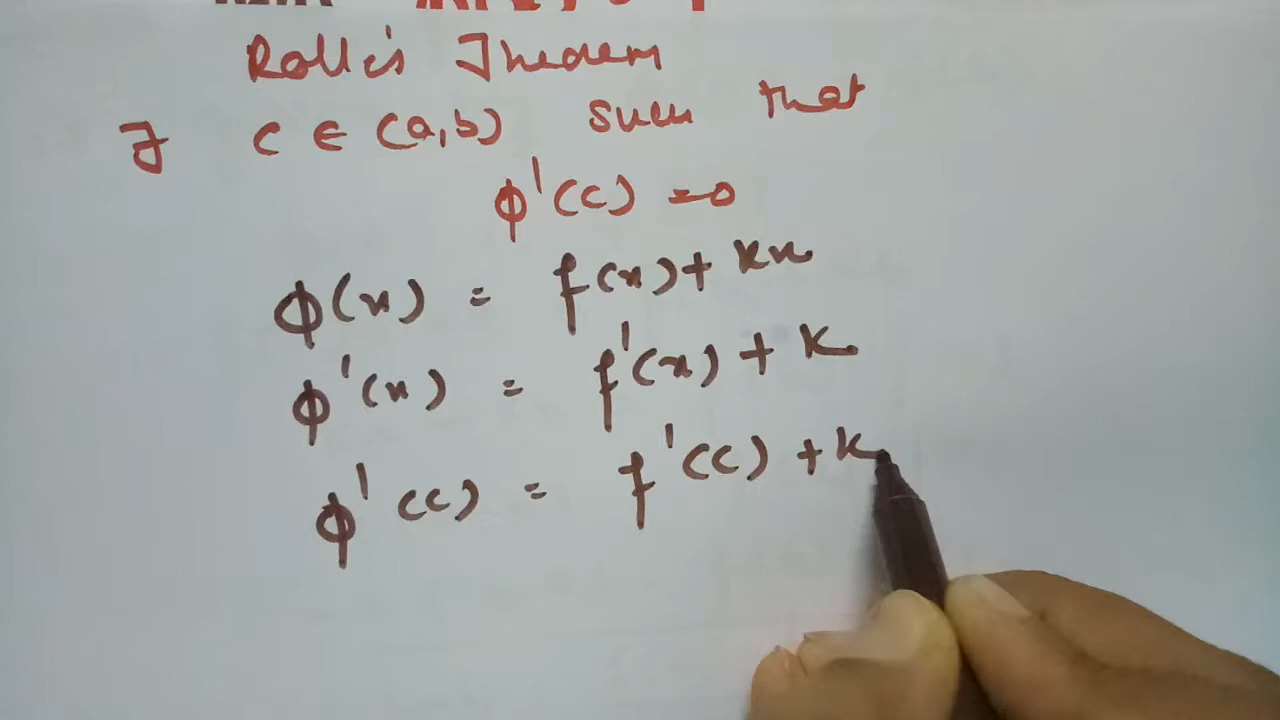 Rolle's Theorem
∃ c ∈ (a,b) such that
ϕ'(c) = 0
ϕ(x) = f(x) + kx
ϕ'(x) = f'(x) + k
ϕ'(c) = f'(c) + k